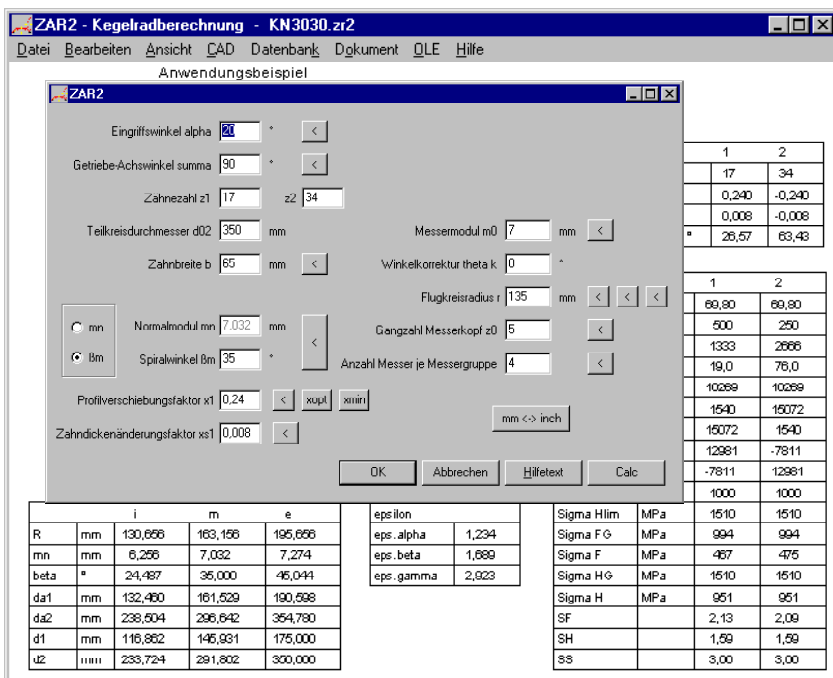 ZAR2 - Kegelradberechnung - KN3030.zr2
Datei Bearbeiten Ansicht CAD Datenbank Dokument OLE Hilfe
Anwendungsbeispiel
ZAR2
Eingriffswinkel alpha 20 ° <
Getriebe-Achswinkel summa 90 ° <
Zähnezahl z1 17 z2 34
Teilkreisdurchmesser d02 350 mm
Zahnbreite b 65 mm <
mn
ßm
Normalmodul mn 7.032 mm
Spiralwinkel ßm 35 °
<
Profilverschiebungsfaktor x1 0,24 < xopt xmin
Zahndickenänderungsfaktor xs1 0,008 <
Messermodul m0 7 mm <
Winkelkorrektur theta k 0 °
Flugkreisradius r 135 mm < < <
Gangzahl Messerkopf z0 5 <
Anzahl Messer je Messergruppe 4 <
mm <-> inch
OK Abbrechen Hilfetext Calc
1 2
17 34
0,240 -0,240
0,008 -0,008
° 26,57 63,43
1 2
69,80 69,80
500 250
1333 2666
19,0 76,0
10269 10269
1540 15072
15072 1540
12981 -7811
-7811 12981
1000 1000
i m e
R mm 130,656 163,156 195,656
mn mm 6,256 7,032 7,274
beta ° 24,487 35,000 45,044
da1 mm 132,460 161,529 190,598
da2 mm 238,504 296,642 354,780
d1 mm 116,862 145,931 175,000
d2 mm 233,724 291,802 350,000
epsilon
eps.alpha 1,234
eps.beta 1,689
eps.gamma 2,923
Sigma Hlim MPa 1510 1510
Sigma FG MPa 994 994
Sigma F MPa 467 475
Sigma HG MPa 1510 1510
Sigma H MPa 951 951
SF 2,13 2,09
SH 1,59 1,59
SS 3,00 3,00